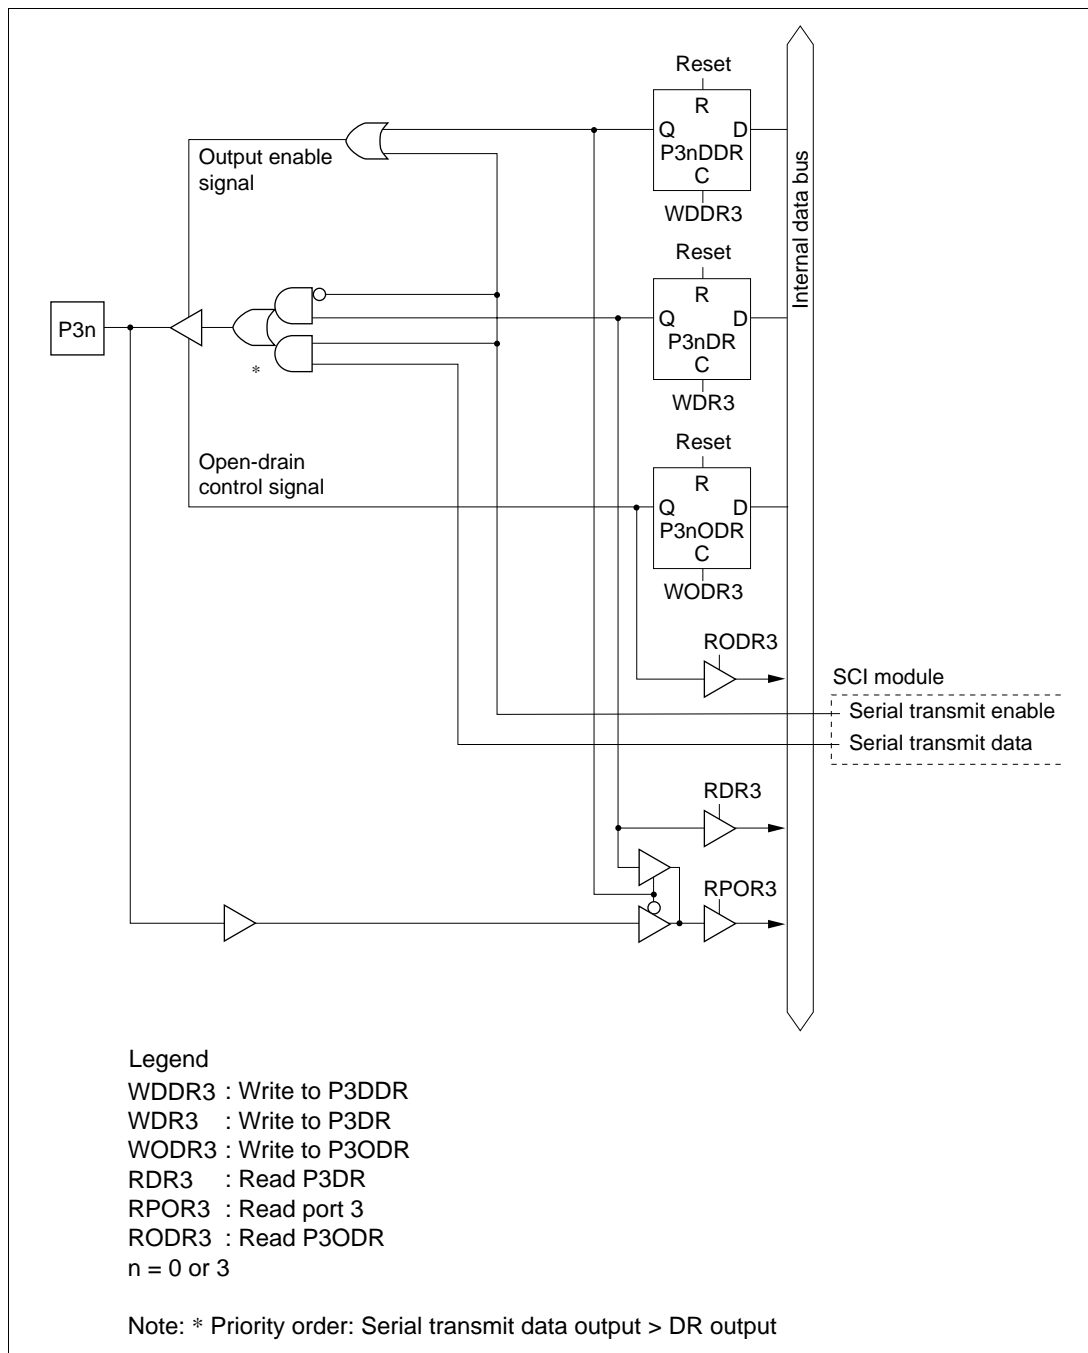 Reset
R
Q D
P3nDDR
C
WDDR3
Output enable
signal
Internal data bus
Reset
R
Q D
P3nDR
C
WDR3
P3n
*
Reset
R
Q D
P3nODR
C
WODR3
Open-drain
control signal
RODR3
SCI module
Serial transmit enable
Serial transmit data
RDR3
RPOR3
Legend
WDDR3 : Write to P3DDR
WDR3 : Write to P3DR
WODR3 : Write to P3ODR
RDR3 : Read P3DR
RPOR3 : Read port 3
RODR3 : Read P3ODR
n = 0 or 3
Note: * Priority order: Serial transmit data output > DR output